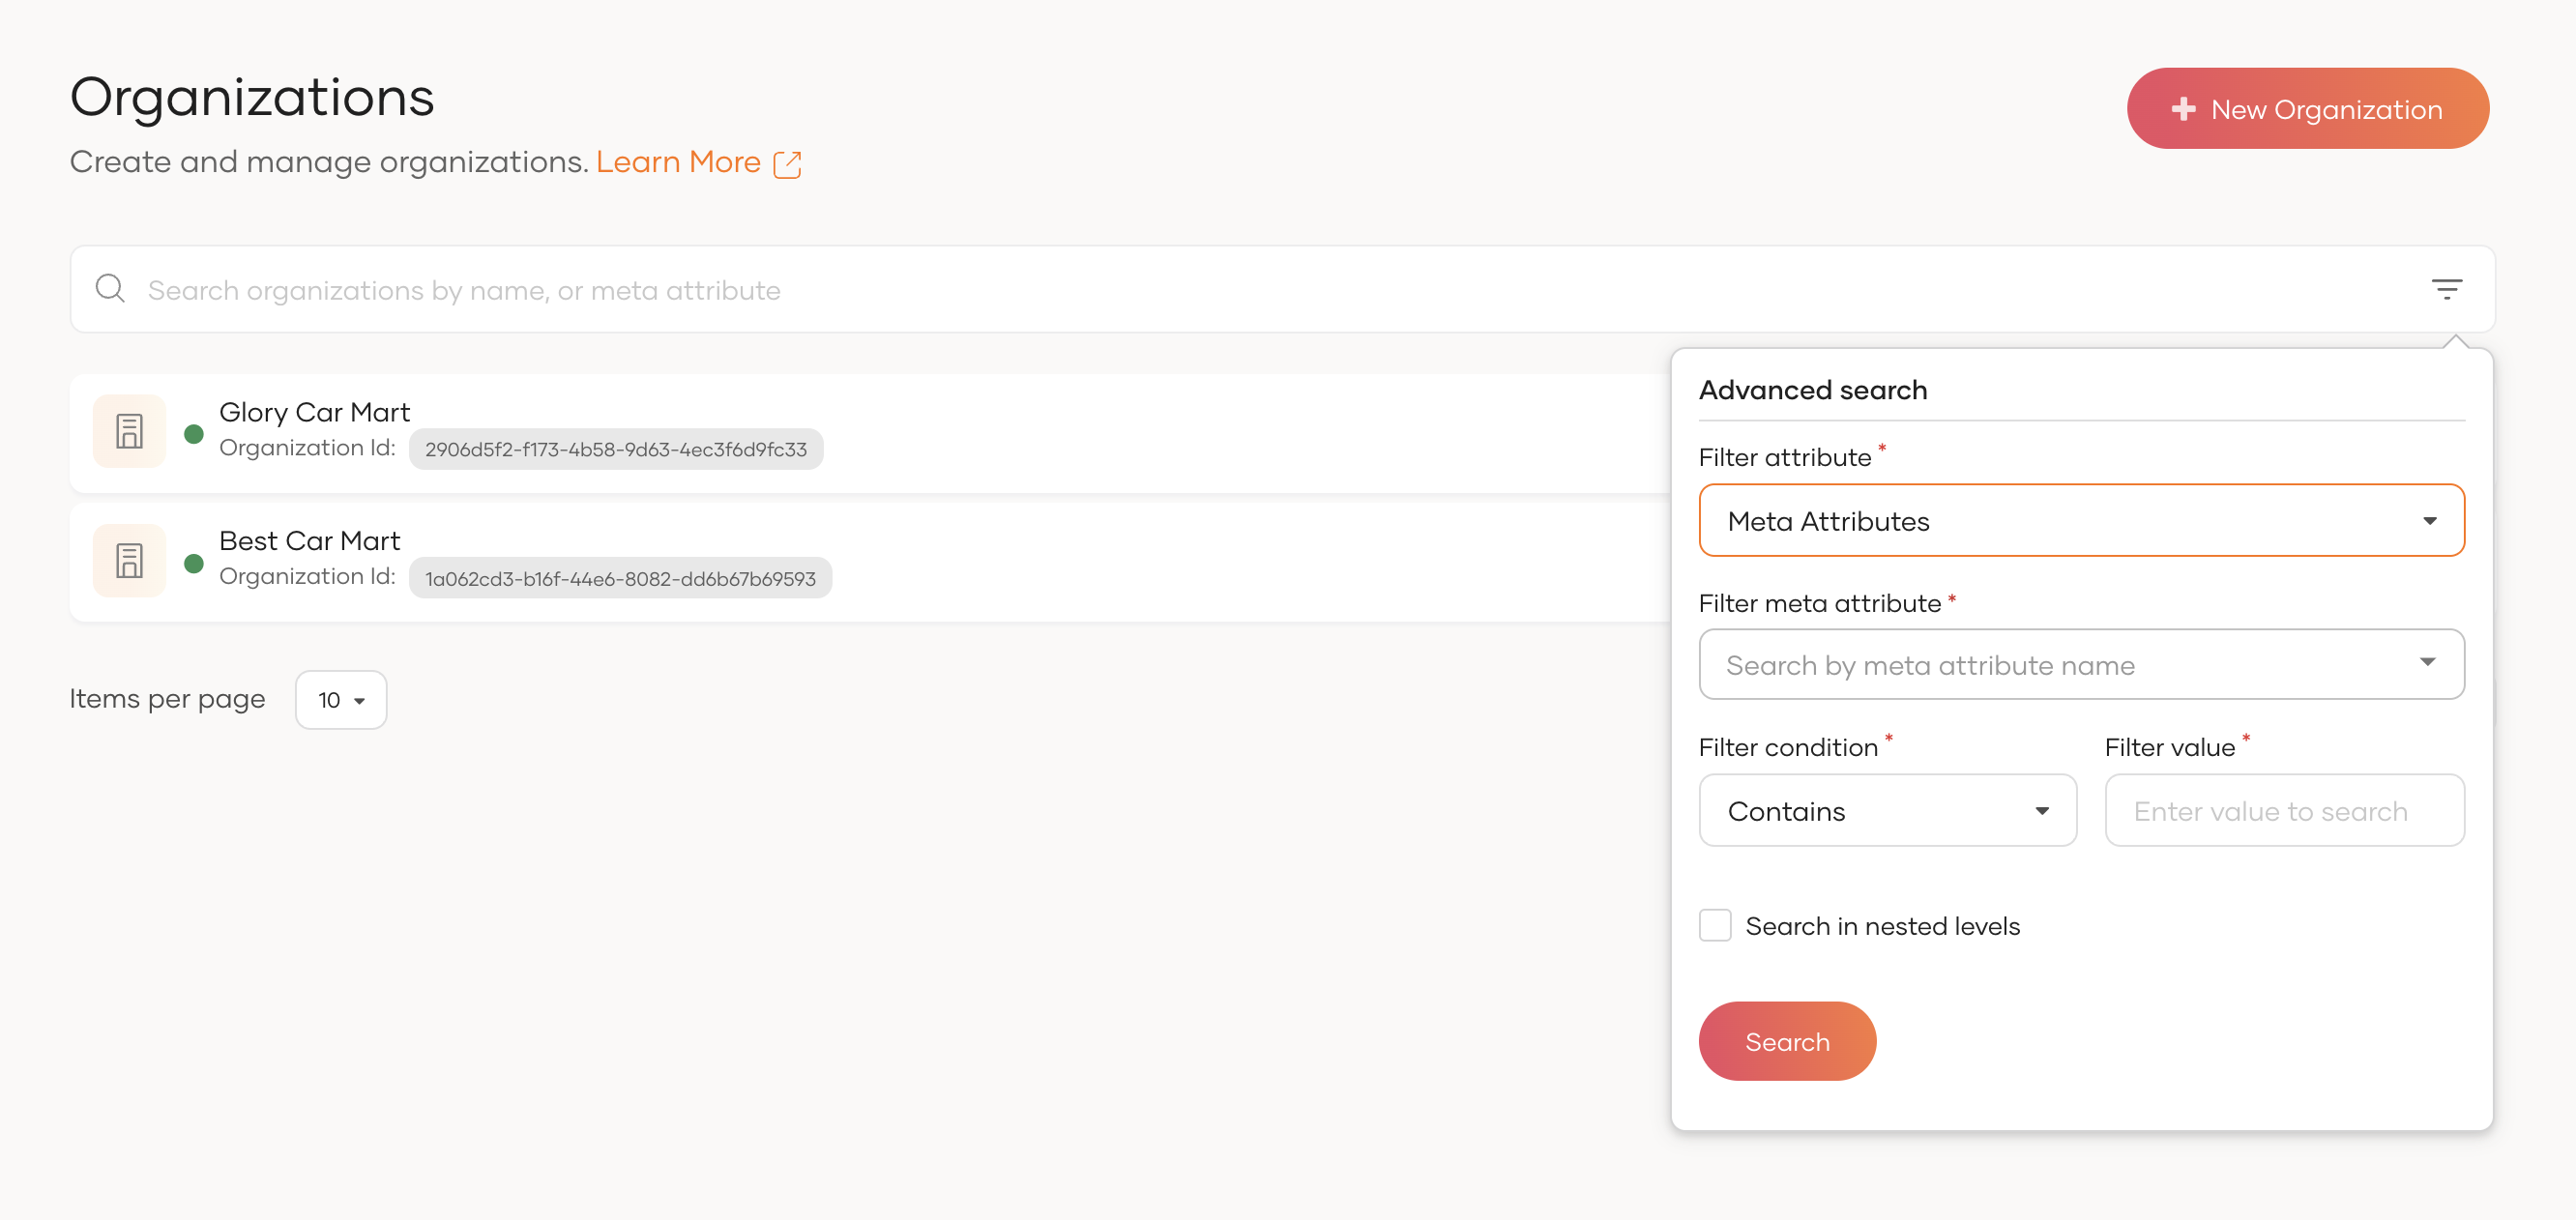 Organizations
Create and manage organizations. Learn More
New Organization
Search organizations by name, or meta attribute
Glory Car Mart
Organization Id: 2906d5f2-f173-4b58-9d63-4ec3f6d9fc33
Best Car Mart
Organization Id: 1a062cd3-b16f-44e6-8082-dd6b67b69593
Items per page 10
Advanced search
Filter attribute *
Meta Attributes
Filter meta attribute *
Search by meta attribute name
Filter condition * Filter value *
Contains Enter value to search
Search in nested levels
Search